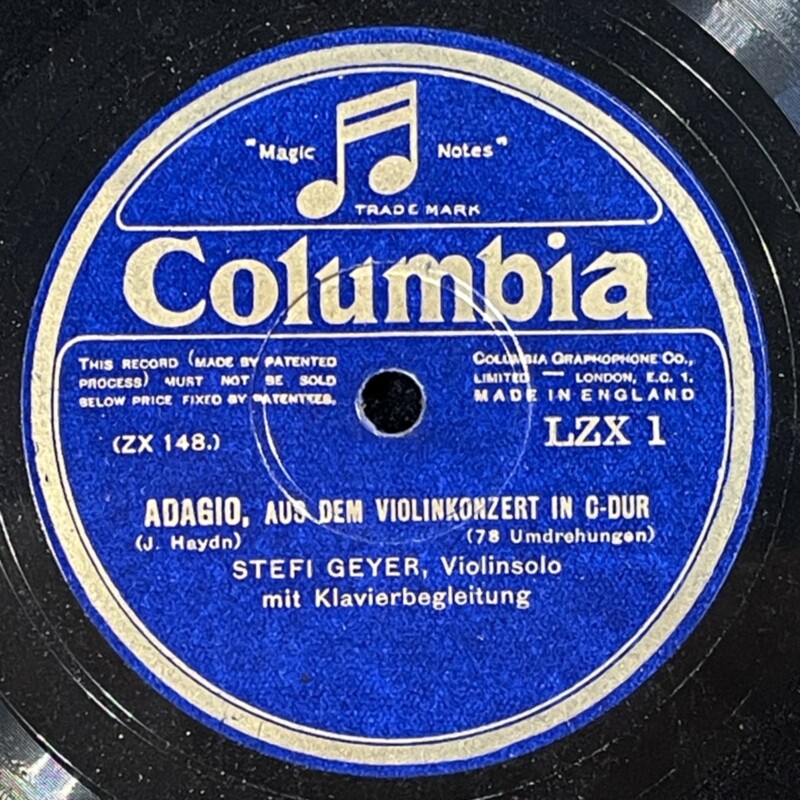 "Magic Notes"
TRADE MARK
Columbia
THIS RECORD (MADE BY PATENTED
PROCESS) MUST NOT BE SOLD
BELOW PRICE FIXED BY PATENTEES.
(ZX 148.)
COLUMBIA GRAPHOPHONE CO.,
LIMITED — LONDON, E.C. 1.
MADE IN ENGLAND
LZX 1
ADAGIO, AUS DEM VIOLINKONZERT IN C-DUR
(J. Haydn) (78 Umdrehungen)
STEFI GEYER, Violinsolo
mit Klavierbegleitung